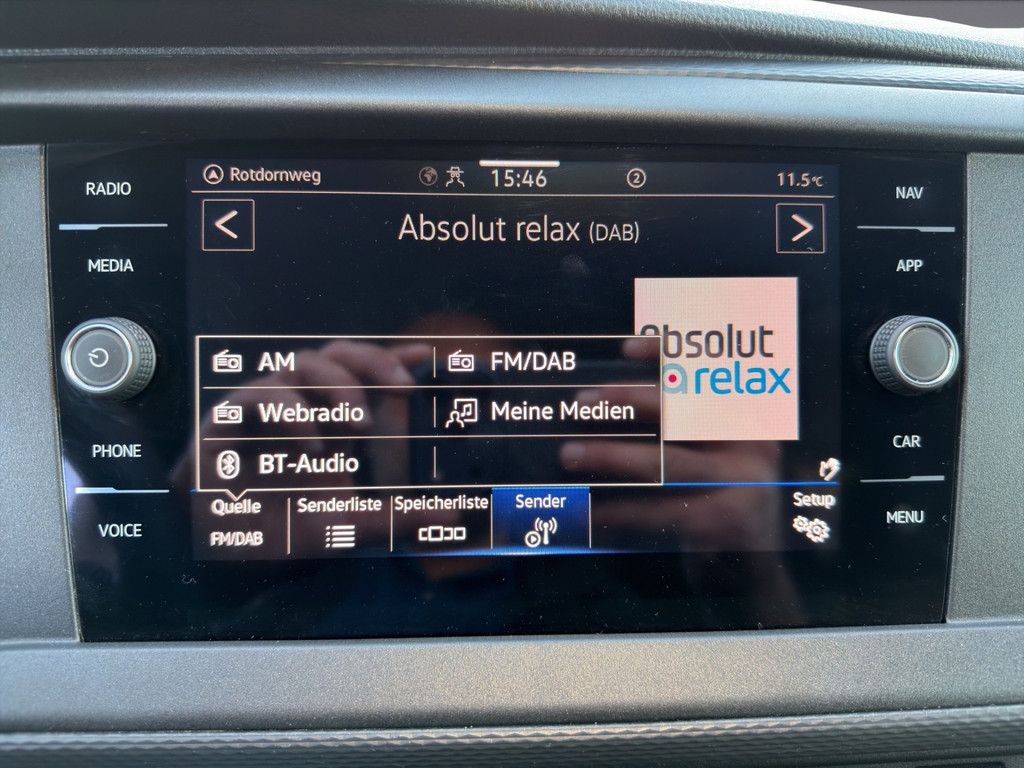 RADIO
MEDIA
PHONE
VOICE
Rotdornweg
15:46
2
11.5°C
Absolut relax (DAB)
Absolut
relax
AM
FM/DAB
Webradio
Meine Medien
BT-Audio
Quelle
FM/DAB
Senderliste
Speicherliste
Sender
Setup
NAV
APP
CAR
MENU